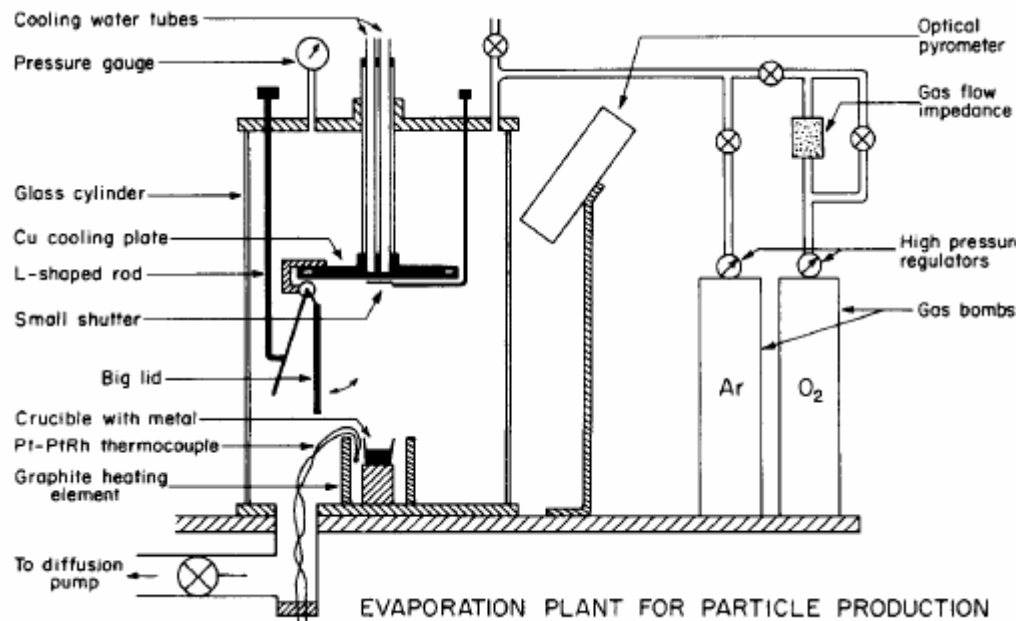 Cooling water tubes
Pressure gauge
Glass cylinder
Cu cooling plate
L-shaped rod
Small shutter
Big lid
Crucible with metal
Pt-PtRh thermocouple
Graphite heating
element
To diffusion
pump
Optical
pyrometer
Gas flow
impedance
High pressure
regulators
Gas bombs
Ar
O₂
EVAPORATION PLANT FOR PARTICLE PRODUCTION